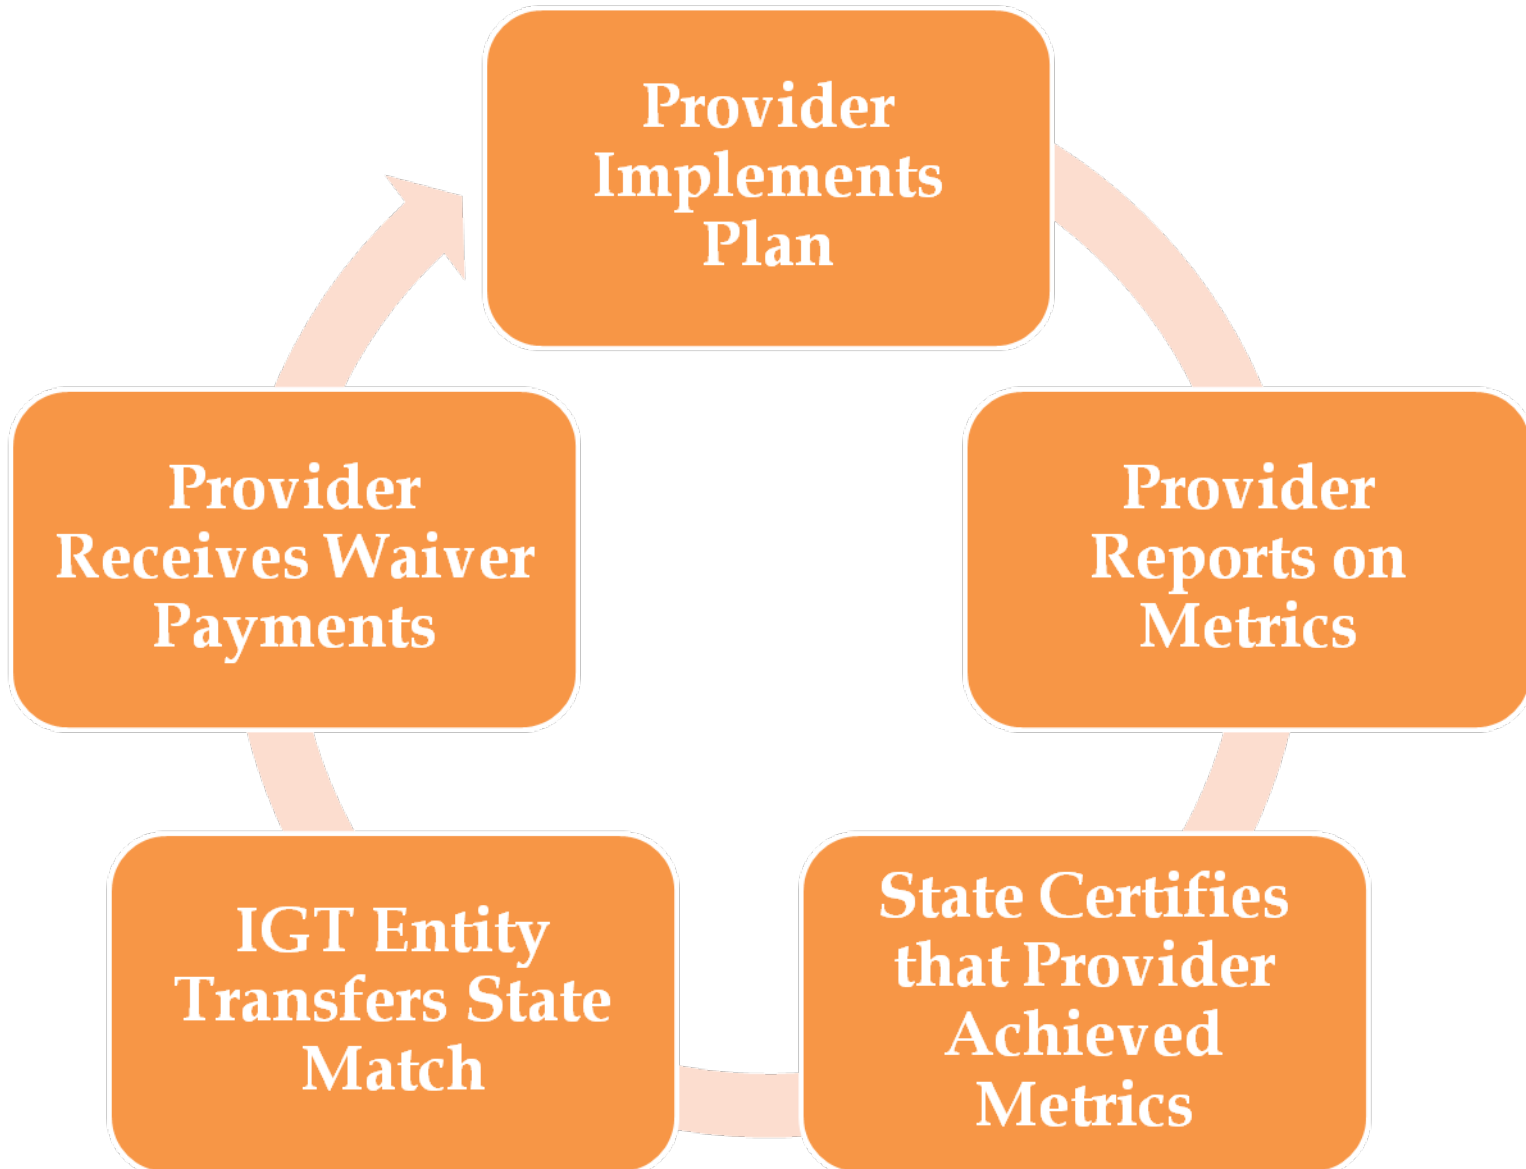 Provider
Implements
Plan
Provider
Reports on
Metrics
State Certifies
that Provider
Achieved
Metrics
IGT Entity
Transfers State
Match
Provider
Receives Waiver
Payments